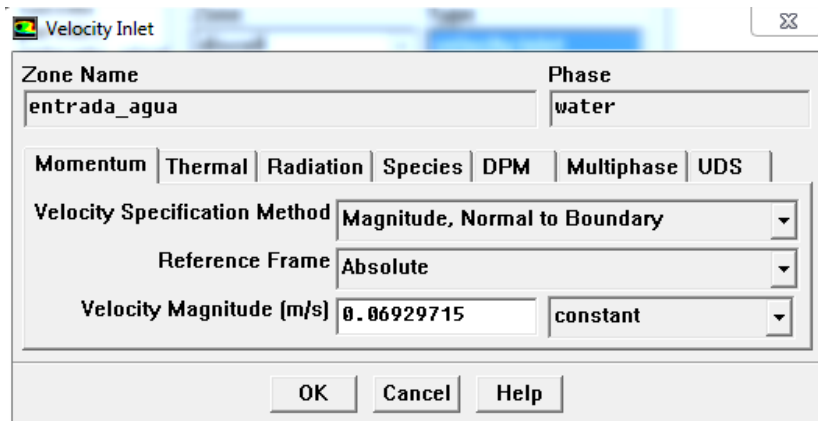 Velocity Inlet
Zone Name Phase
entrada_agua water
Momentum Thermal Radiation Species DPM Multiphase UDS
Velocity Specification Method Magnitude, Normal to Boundary
Reference Frame Absolute
Velocity Magnitude (m/s) 0.06929715 constant
OK Cancel Help